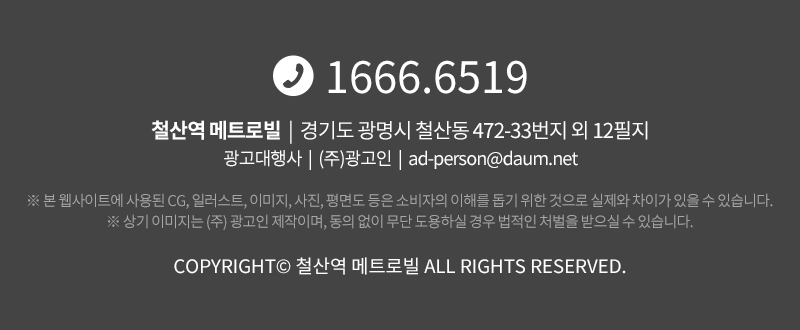 1666.6519
철산역 메트로빌 | 경기도 광명시 철산동 472-33번지 외 12필지
광고대행사 | (주)광고인 | ad-person@daum.net
※ 본 웹사이트에 사용된 CG, 일러스트, 이미지, 사진, 평면도 등은 소비자의 이해를 돕기 위한 것으로 실제와 차이가 있을 수 있습니다.
※ 상기 이미지는 (주) 광고인 제작이며, 동의 없이 무단 도용하실 경우 법적인 처벌을 받으실 수 있습니다.
COPYRIGHT© 철산역 메트로빌 ALL RIGHTS RESERVED.